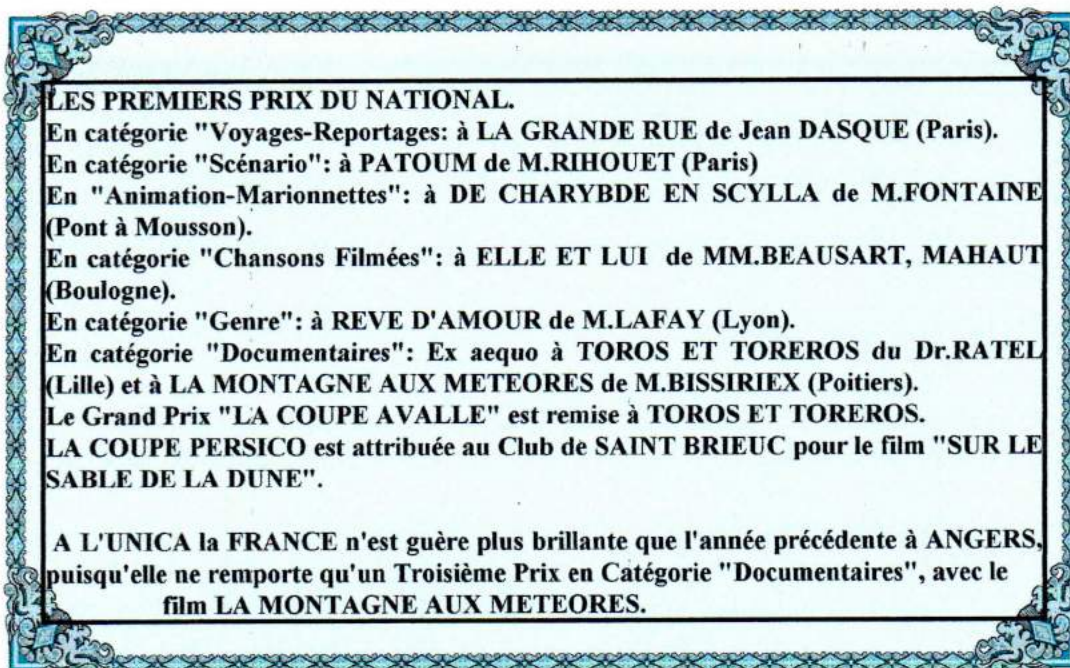 LES PREMIERS PRIX DU NATIONAL.
En catégorie "Voyages-Reportages: à LA GRANDE RUE de Jean DASQUE (Paris).
En catégorie "Scénario": à PATOUM de M.RIHOUET (Paris)
En "Animation-Marionnettes": à DE CHARYBDE EN SCYLLA de M.FONTAINE
(Pont à Mousson).
En catégorie "Chansons Filmées": à ELLE ET LUI de MM.BEAUSART, MAHAUT
(Boulogne).
En catégorie "Genre": à REVE D'AMOUR de M.LAFAY (Lyon).
En catégorie "Documentaires": Ex aequo à TOROS ET TOREROS du Dr.RATEL
(Lille) et à LA MONTAGNE AUX METEORES de M.BISSIRIEX (Poitiers).
Le Grand Prix "LA COUPE AVALLE" est remise à TOROS ET TOREROS.
LA COUPE PERSICO est attribuée au Club de SAINT BRIEUC pour le film "SUR LE
SABLE DE LA DUNE".
A L'UNICA la FRANCE n'est guère plus brillante que l'année précédente à ANGERS,
puisqu'elle ne remporte qu'un Troisième Prix en Catégorie "Documentaires", avec le
film LA MONTAGNE AUX METEORES.